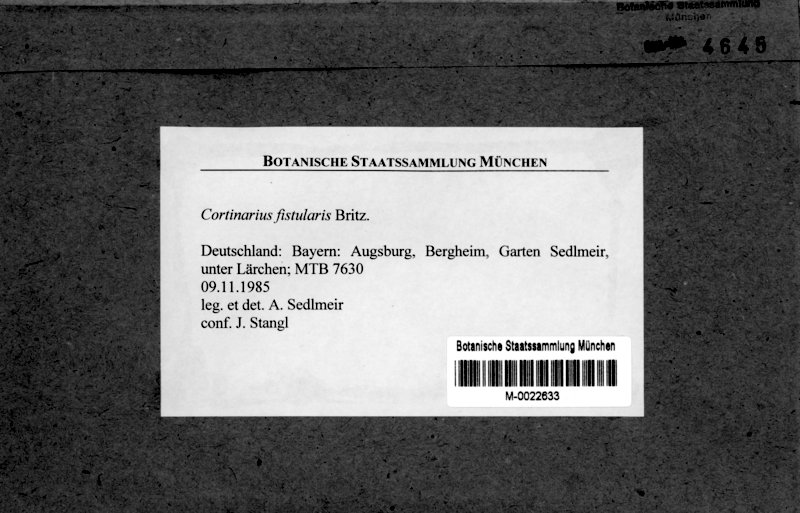 Botanische Staatssammlung
München
4645
BOTANISCHE STAATSSAMMLUNG MÜNCHEN
Cortinarius fistularis Britz.
Deutschland: Bayern: Augsburg, Bergheim, Garten Sedlmeir,
unter Lärchen; MTB 7630
09.11.1985
leg. et det. A. Sedlmeir
conf. J. Stangl
Botanische Staatssammlung München
M-0022633